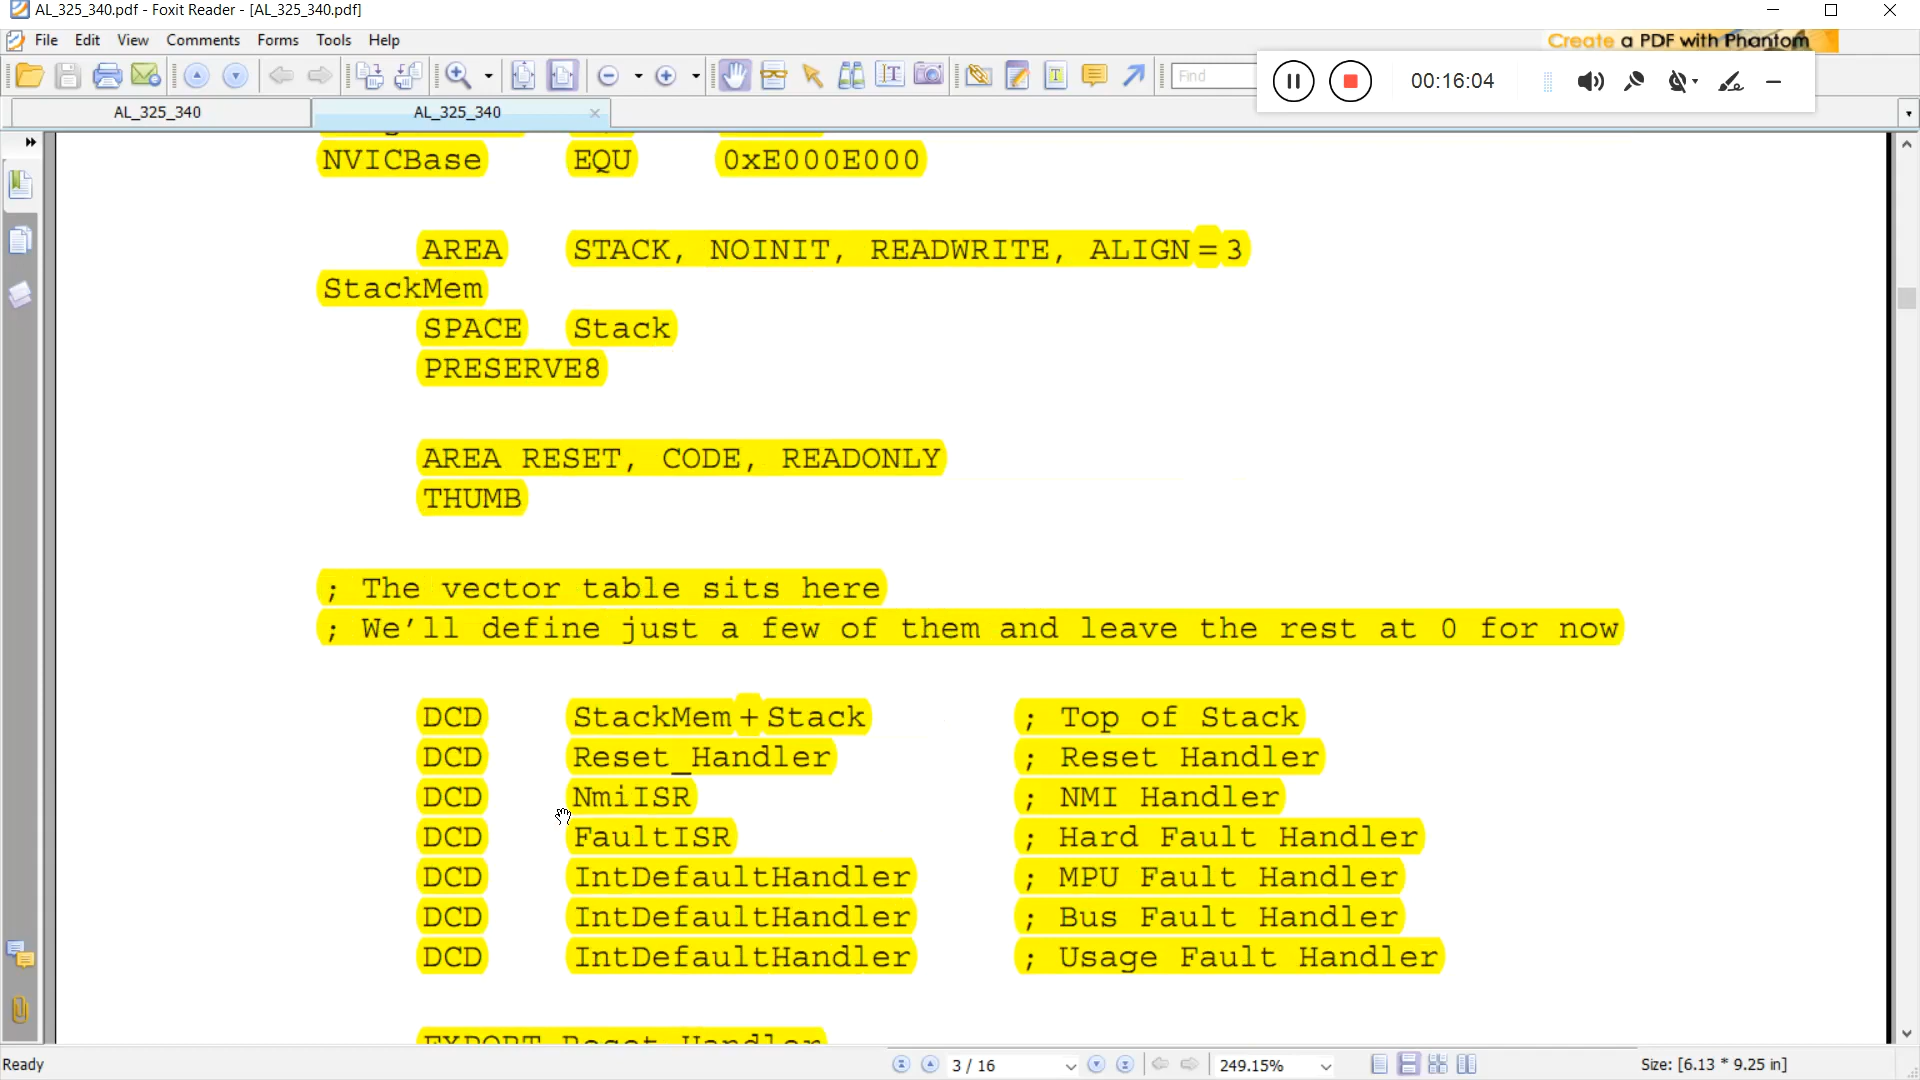 AL_325_340.pdf - Foxit Reader - [AL_325_340.pdf]
File Edit View Comments Forms Tools Help
Create a PDF with Phantom
Find
00:16:04
AL_325_340 AL_325_340
NVICBase EQU 0xE000E000
AREA STACK, NOINIT, READWRITE, ALIGN=3
StackMem
SPACE Stack
PRESERVE8
AREA RESET, CODE, READONLY
THUMB
; The vector table sits here
; We’ll define just a few of them and leave the rest at 0 for now
DCD StackMem+Stack ; Top of Stack
DCD Reset_Handler ; Reset Handler
DCD NmiISR ; NMI Handler
DCD FaultISR ; Hard Fault Handler
DCD IntDefaultHandler ; MPU Fault Handler
DCD IntDefaultHandler ; Bus Fault Handler
DCD IntDefaultHandler ; Usage Fault Handler
EXPORT Reset_Handler
Ready 3 / 16 249.15% Size: [6.13 * 9.25 in]